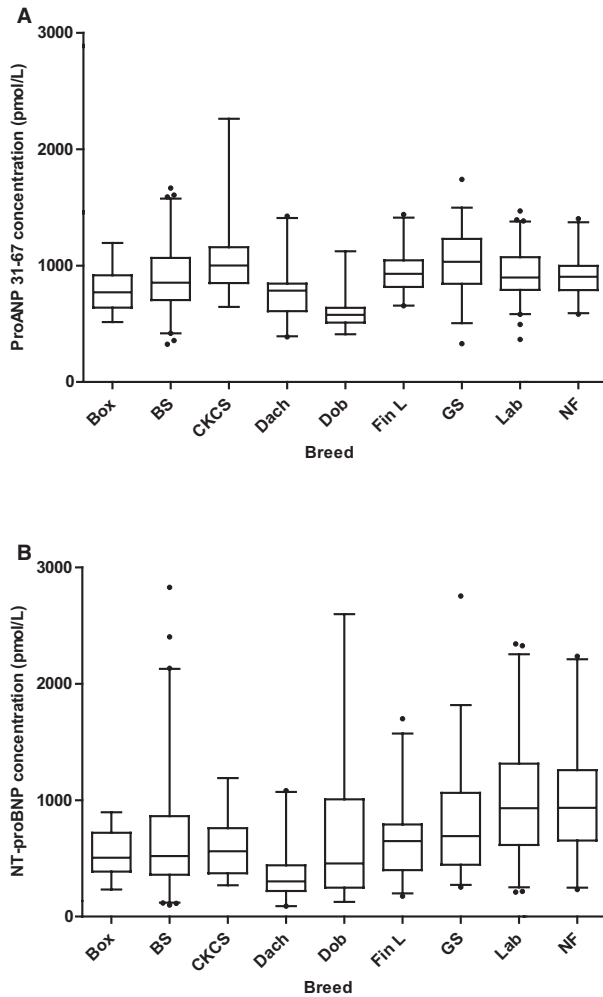 A
ProANP 31-67 concentration (pmol/L)
3000
2000
1000
0
Box
BS
CKCS
Dach
Dob
Fin L
GS
Lab
NF
Breed
B
NT-proBNP concentration (pmol/L)
3000
2000
1000
0
Box
BS
CKCS
Dach
Dob
Fin L
GS
Lab
NF
Breed